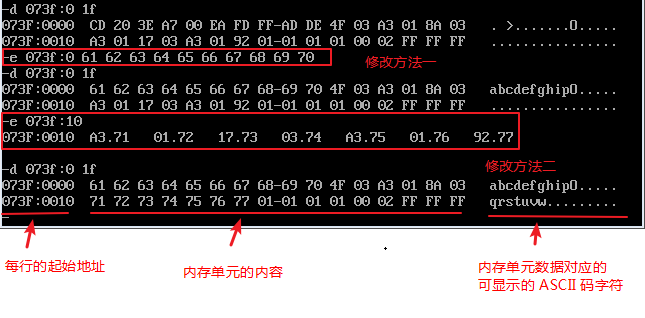 -d 073f:0 1f
073F:0000 CD 20 3E A7 00 EA FD FF-AD DE 4F 03 A3 01 8A 03 . >.......O.....
073F:0010 A3 01 17 03 A3 01 92 01-01 01 01 00 02 FF FF FF ................
-e 073f:0 61 62 63 64 65 66 67 68 69 70
修改方法一
-d 073f:0 1f
073F:0000 61 62 63 64 65 66 67 68-69 70 4F 03 A3 01 8A 03 abcdefghipO.....
073F:0010 A3 01 17 03 A3 01 92 01-01 01 01 00 02 FF FF FF ................
-e 073f:10
073F:0010 A3.71 01.72 17.73 03.74 A3.75 01.76 92.77
修改方法二
-d 073f:0 1f
073F:0000 61 62 63 64 65 66 67 68-69 70 4F 03 A3 01 8A 03 abcdefghipO.....
073F:0010 71 72 73 74 75 76 77 01-01 01 01 00 02 FF FF FF qrstuvw.........
-
每行的起始地址
内存单元的内容
内存单元数据对应的
可显示的 ASCII 码字符